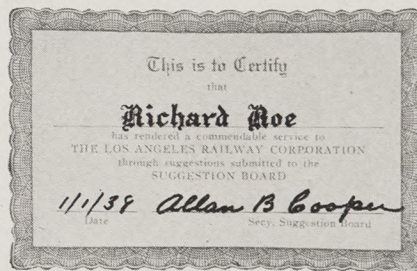 This is to Certify
that
Richard Roe
has rendered a commendable service to
THE LOS ANGELES RAILWAY CORPORATION
through suggestions submitted to the
SUGGESTION BOARD
1/1/39 Allan B Cooper
Date Secy, Suggestion Board